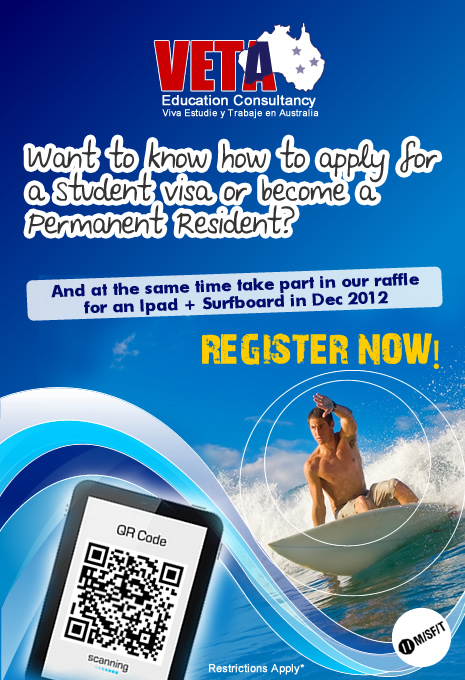 VETA
Education Consultancy
Viva Estudie y Trabaje en Australia
Want to know how to apply for
a student visa or become a
Permanent Resident?
And at the same time take part in our raffle
for an Ipad + Surfboard in Dec 2012
REGISTER NOW!
QR Code
scanning
MISFIT
Restrictions Apply*